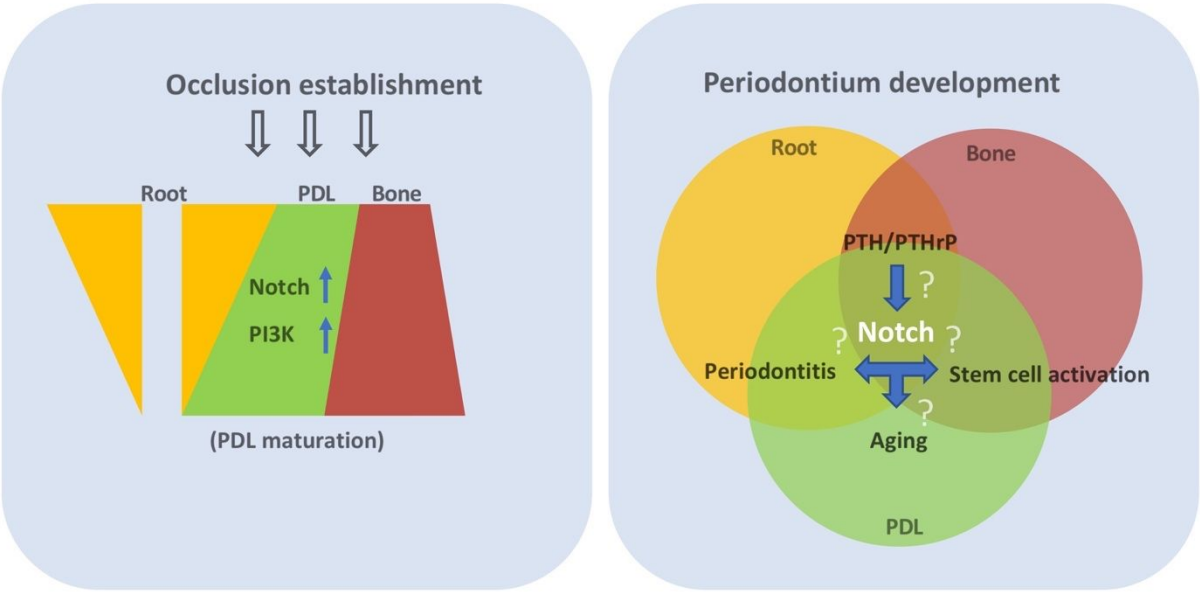 Occlusion establishment
Root PDL Bone
Notch
PI3K
(PDL maturation)
Periodontium development
Root Bone
PTH/PTHrP
?
? Notch ?
Periodontitis Stem cell activation
?
Aging
PDL